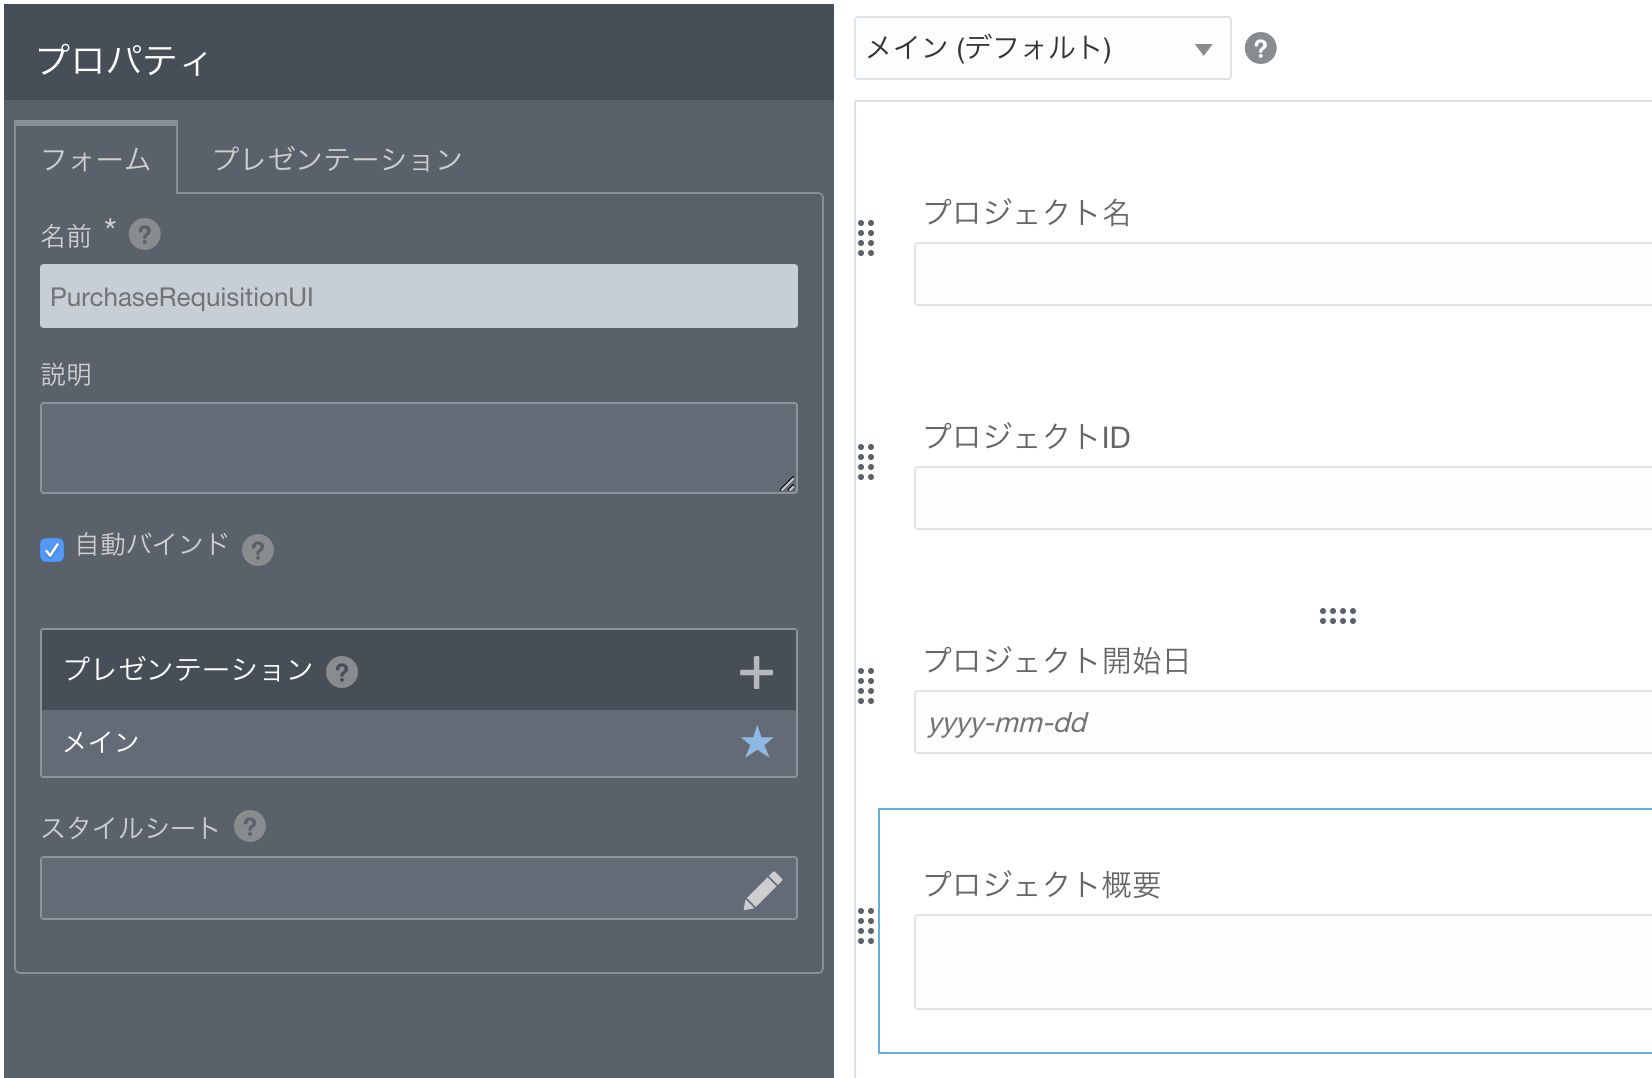 プロパティ
フォーム
プレゼンテーション
名前 * ?
PurchaseRequisitionUI
説明
自動バインド ?
プレゼンテーション ?
メイン
スタイルシート ?
メイン (デフォルト) ?
プロジェクト名
プロジェクトID
プロジェクト開始日
yyyy-mm-dd
プロジェクト概要